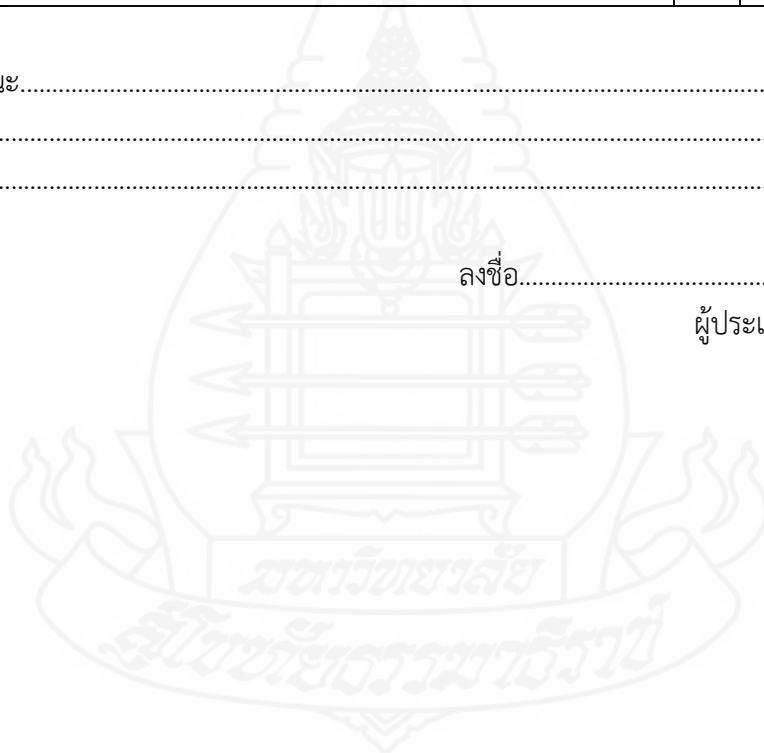 นะ..............................................................................................................
..............................................................................................................
..............................................................................................................
ลงชื่อ......................................
ผู้ประเ
มหาวิทยาลัย
สุโขทัยธรรมาธิราช